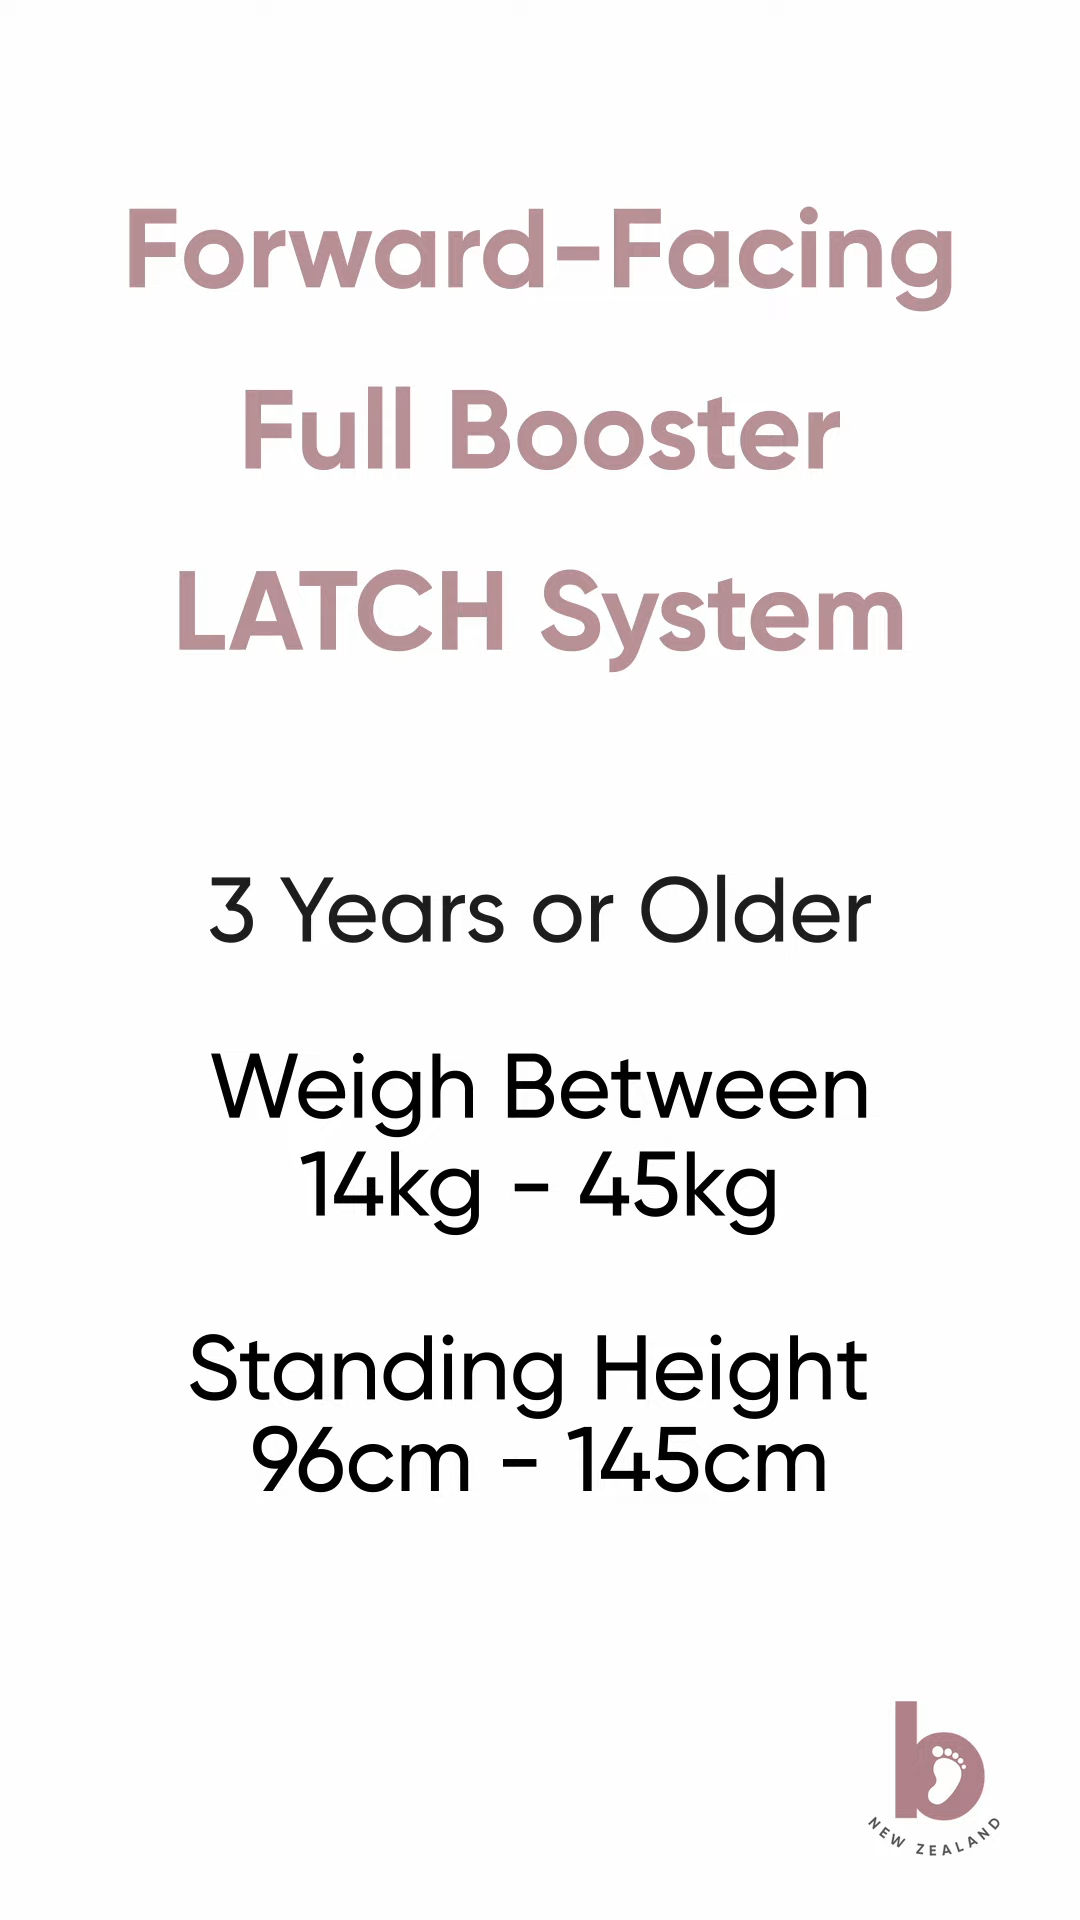 Forward-Facing
Full Booster
LATCH System
3 Years or Older
Weigh Between
14kg - 45kg
Standing Height
96cm - 145cm
b
NEW ZEALAND